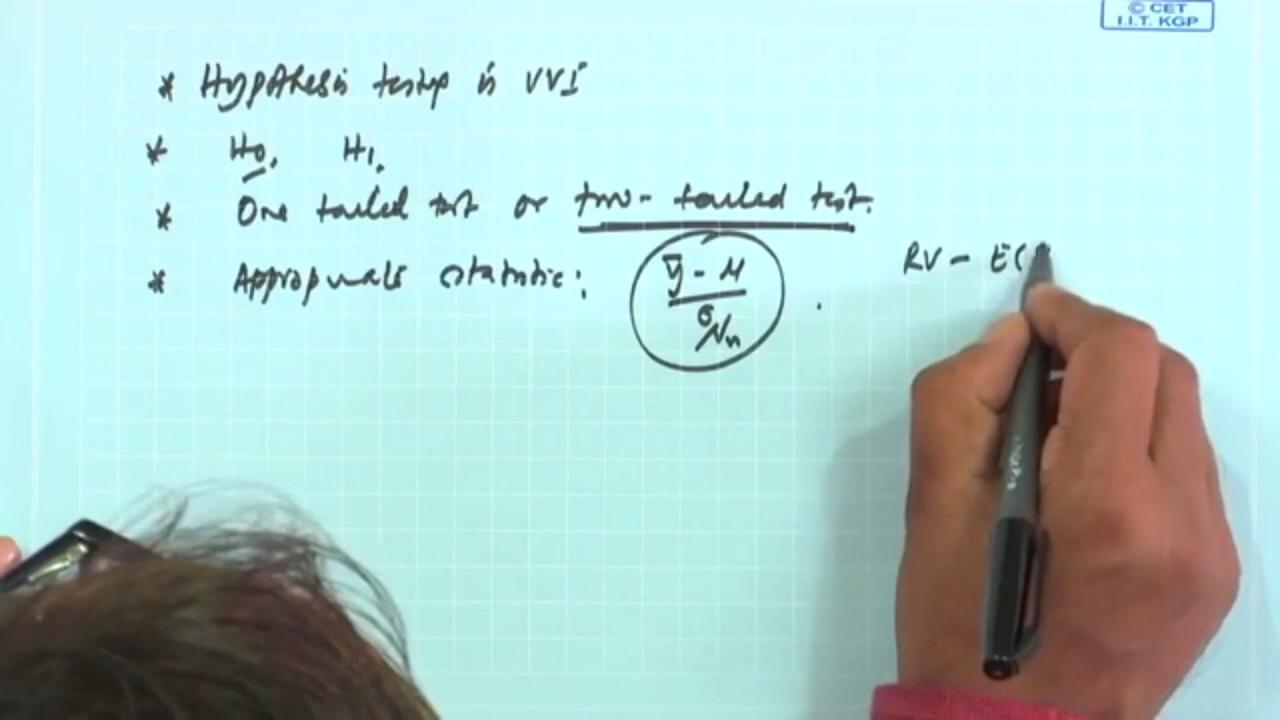 © CET
I.I.T. KGP
* Hypothesis testing is VVI
* H0, H1.
* One tailed test or two-tailed test.
* Appropriate statistic: (ȳ - μ) / (σ/√n) .
RV - E(